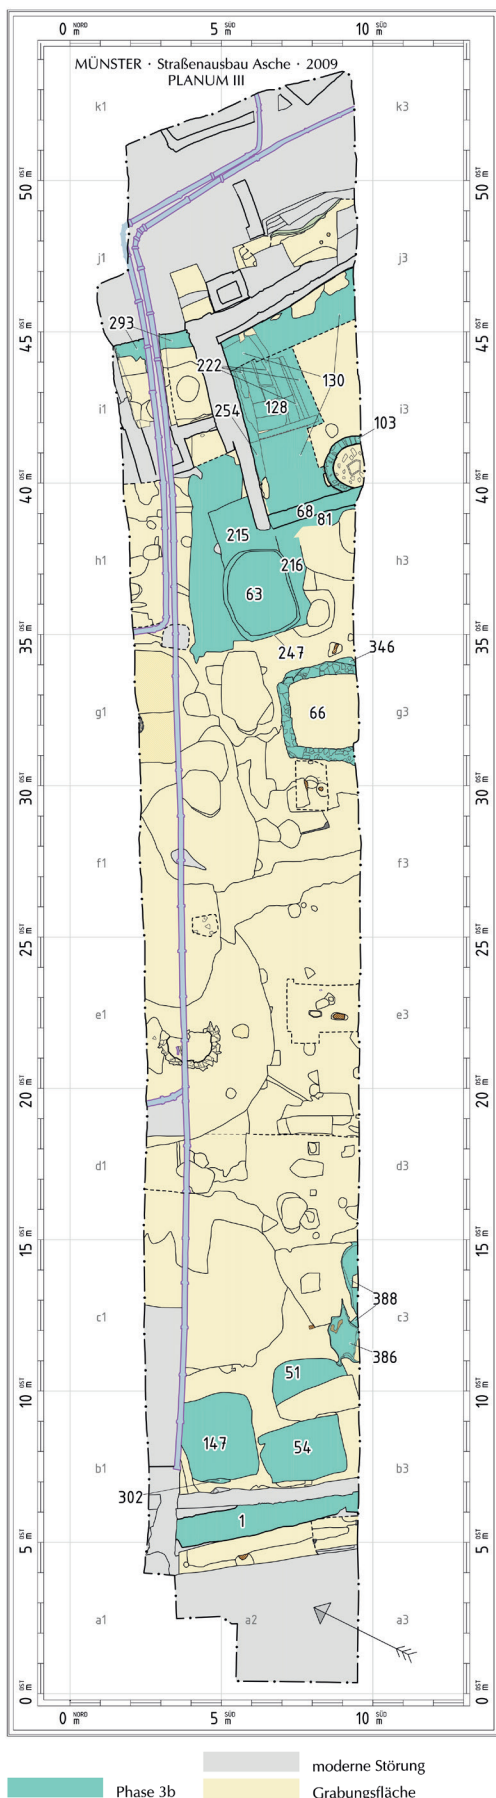 0 NORD m
5 SÜD m
10 SÜD m
MÜNSTER · Straßenausbau Asche · 2009
PLANUM III
k1
k3
50 OST m
j1
j3
293
45 OST m
222
130
i1
254
128
i3
103
40 OST m
68
81
215
h1
216
h3
63
35 OST m
247
346
g1
66
g3
30 OST m
f1
f3
25 OST m
e1
e3
20 OST m
d1
d3
15 OST m
388
c1
c3
386
51
10 OST m
147
54
b1
b3
302
1
5 OST m
a1
a2
a3
0 OST m
0 NORD m
5 SÜD m
10 SÜD m
moderne Störung
Phase 3b
Grabungsfläche